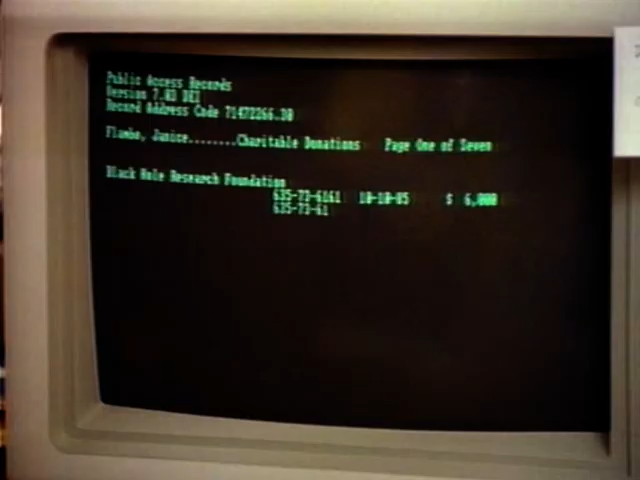 Public Access Records
Version 7.03 DEI
Record Address Code 71472266.30
Flambo, Janice........Charitable Donations Page One of Seven
Black Hole Research Foundation
635-73-6161 10-10-85 $ 6,000
635-73-61